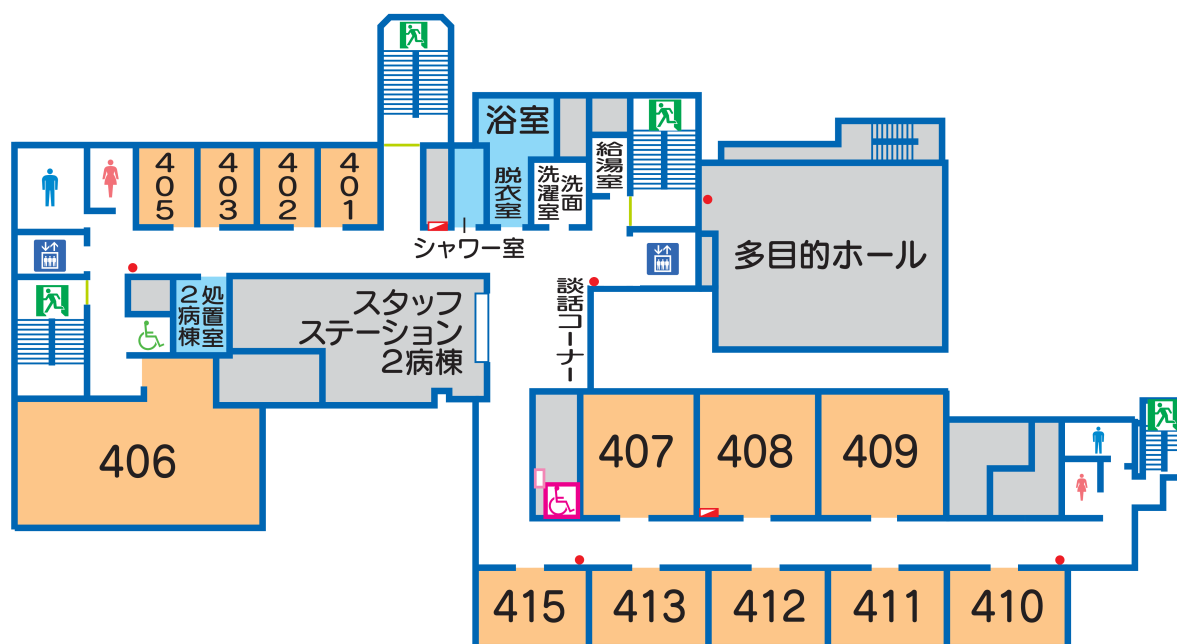 浴室
脱衣室
洗面
洗濯室
給湯室
405
403
402
401
シャワー室
多目的ホール
談話コーナー
処置室
2病棟
スタッフ
ステーション
2病棟
406
407
408
409
415
413
412
411
410